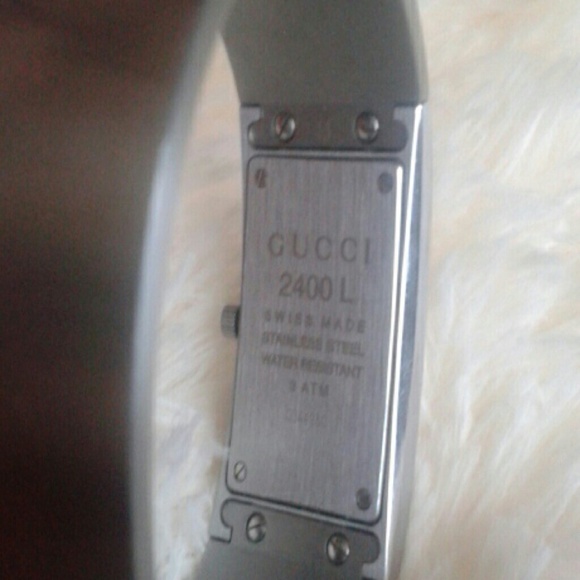 GUCCI
2400 L
SWISS MADE
STAINLESS STEEL
WATER RESISTANT
3 ATM